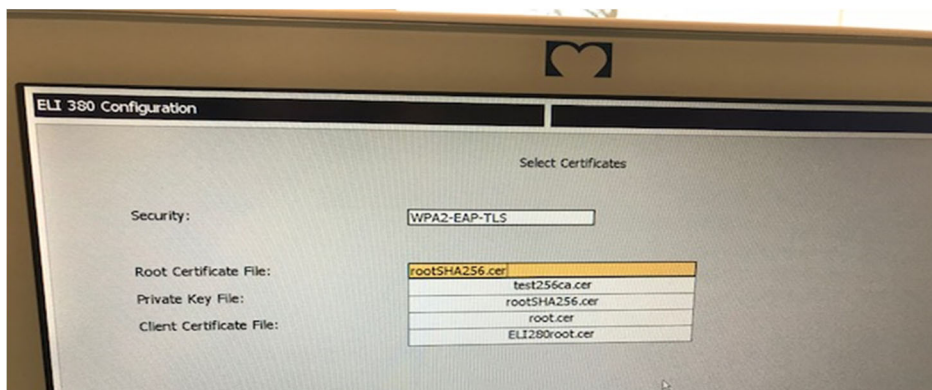 ELI 380 Configuration
Select Certificates
Security:
WPA2-EAP-TLS
Root Certificate File:
rootSHA256.cer
test256ca.cer
Private Key File:
rootSHA256.cer
root.cer
Client Certificate File:
ELI280root.cer